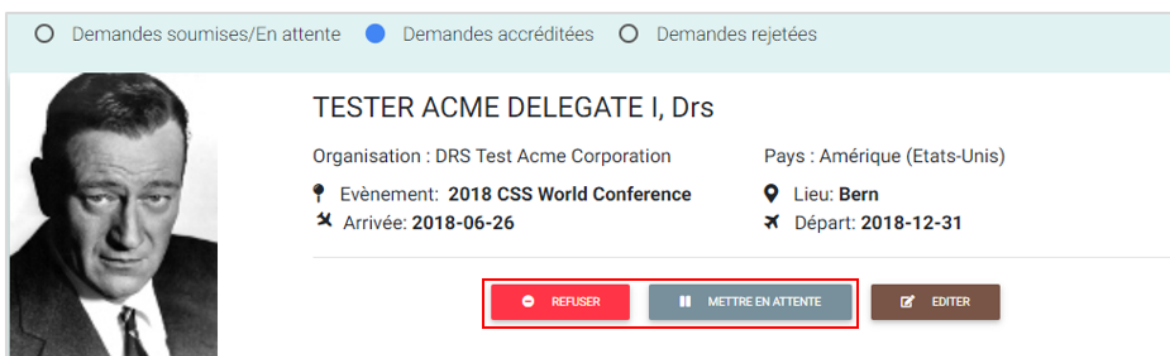 Demandes soumises/En attente Demandes accréditées Demandes rejetées
TESTER ACME DELEGATE I, Drs
Organisation : DRS Test Acme Corporation Pays : Amérique (Etats-Unis)
Evènement: 2018 CSS World Conference Lieu: Bern
Arrivée: 2018-06-26 Départ: 2018-12-31
REFUSER METTRE EN ATTENTE EDITER